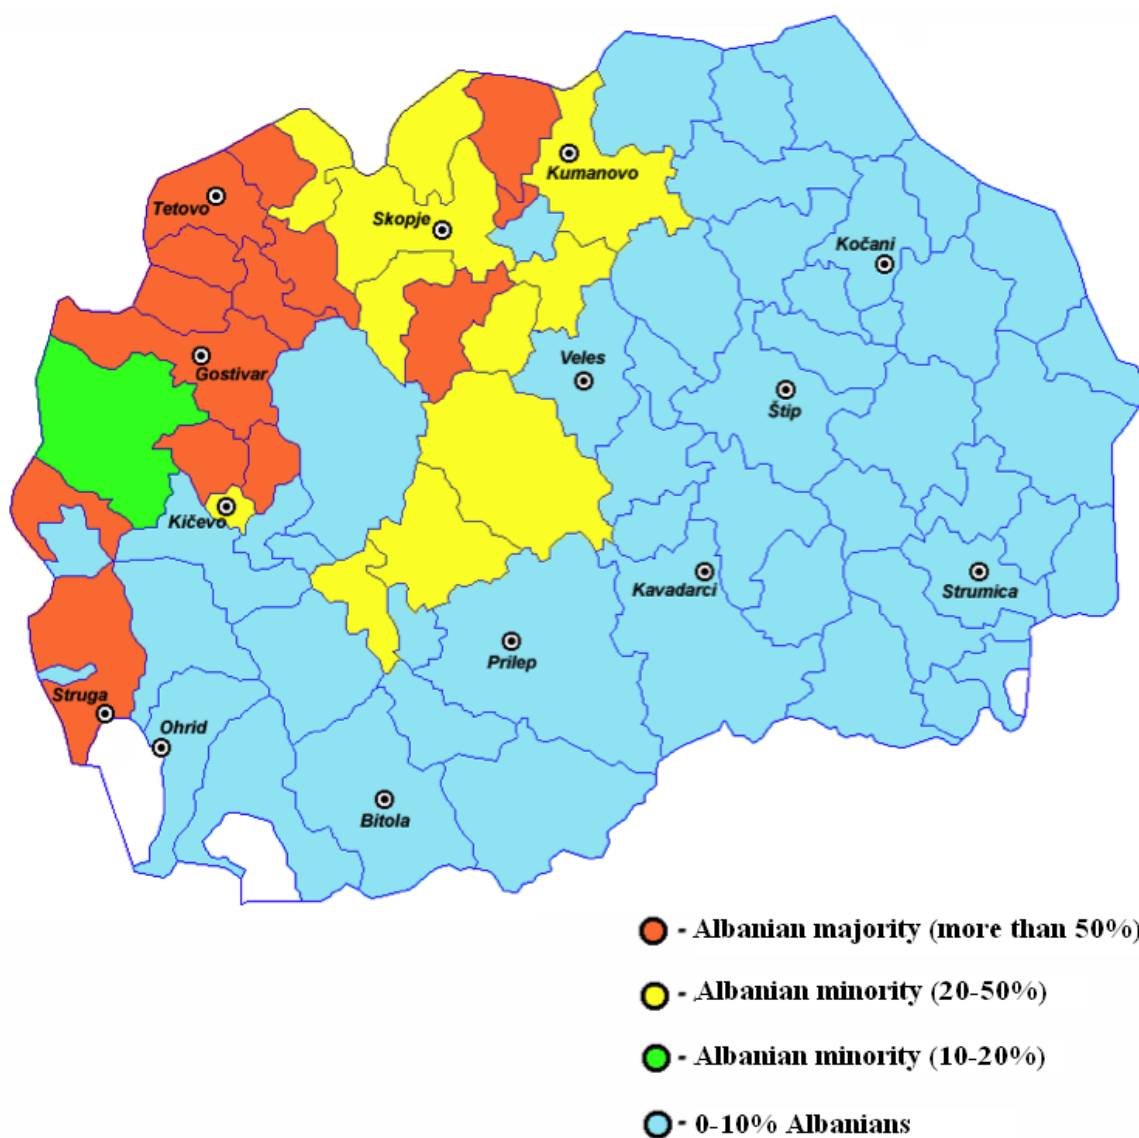 Kumanovo
Tetovo
Skopje
Kočani
Gostivar
Veles
Štip
Kičevo
Kavadarci
Strumica
Prilep
Struga
Ohrid
Bitola
- Albanian majority (more than 50%)
- Albanian minority (20-50%)
- Albanian minority (10-20%)
- 0-10% Albanians